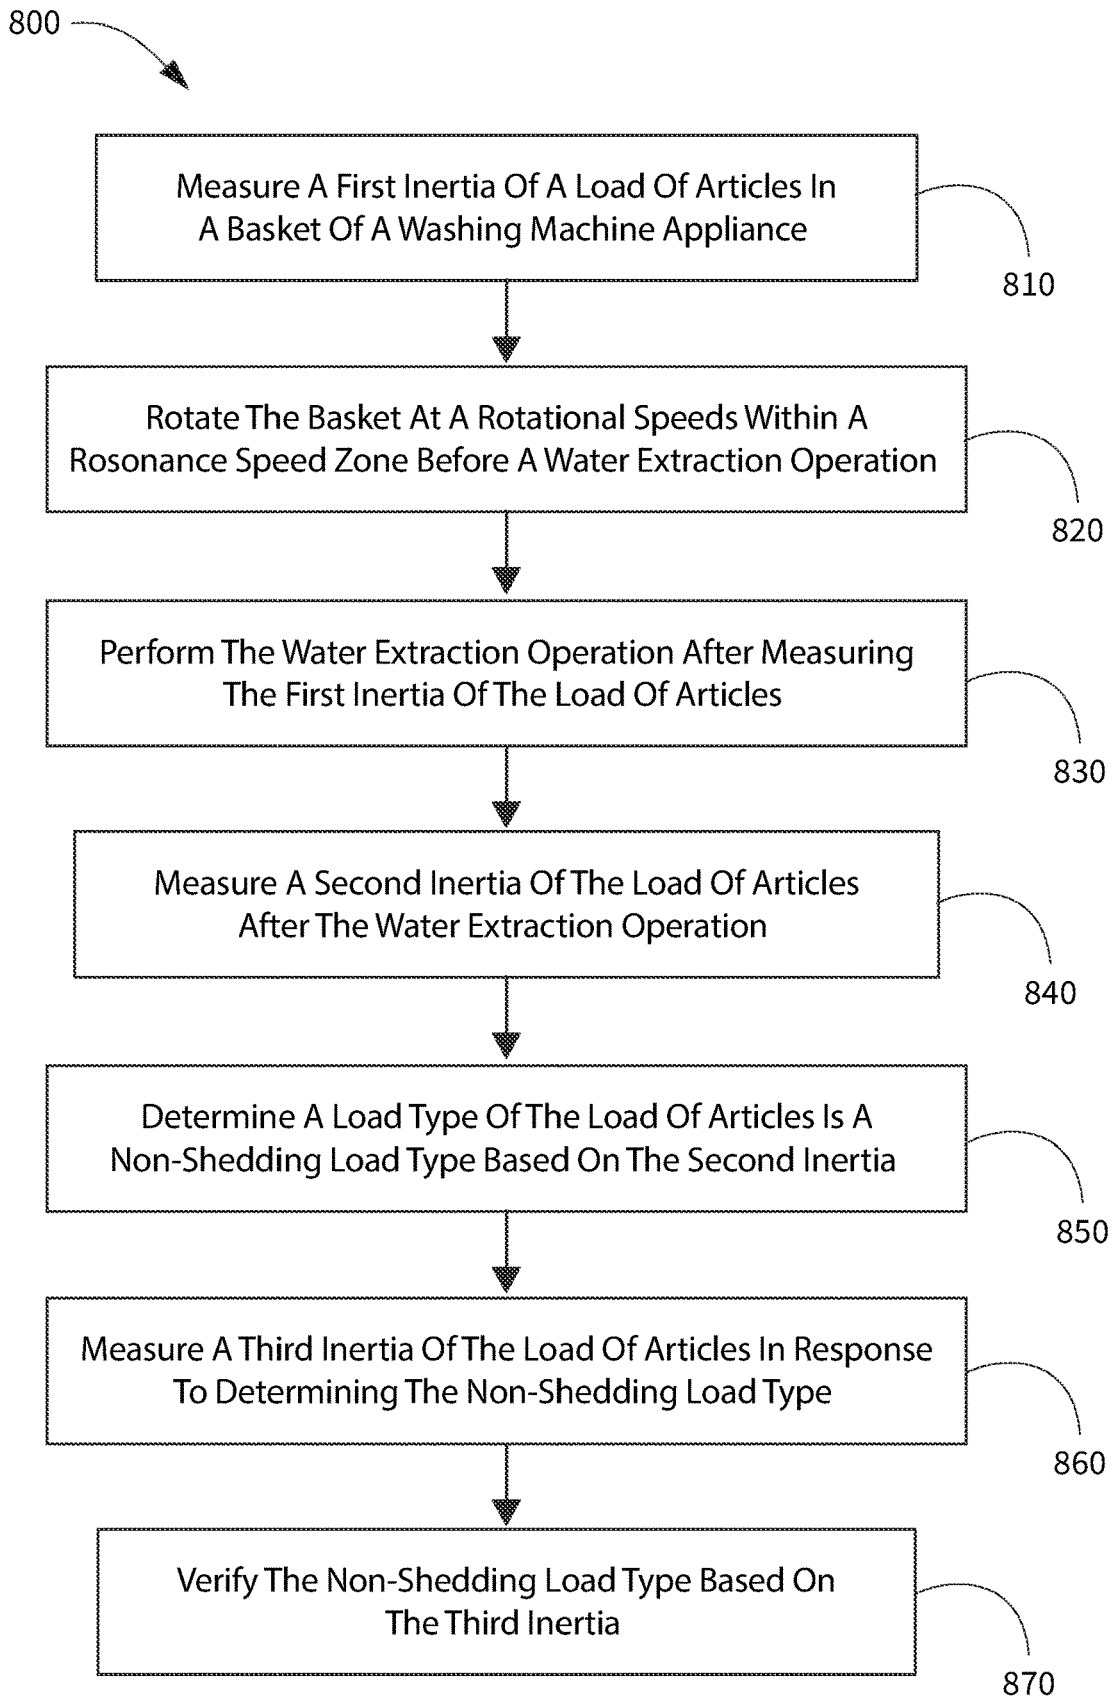 800
Measure A First Inertia Of A Load Of Articles In
A Basket Of A Washing Machine Appliance
810
Rotate The Basket At A Rotational Speeds Within A
Rosonance Speed Zone Before A Water Extraction Operation
820
Perform The Water Extraction Operation After Measuring
The First Inertia Of The Load Of Articles
830
Measure A Second Inertia Of The Load Of Articles
After The Water Extraction Operation
840
Determine A Load Type Of The Load Of Articles Is A
Non-Shedding Load Type Based On The Second Inertia
850
Measure A Third Inertia Of The Load Of Articles In Response
To Determining The Non-Shedding Load Type
860
Verify The Non-Shedding Load Type Based On
The Third Inertia
870